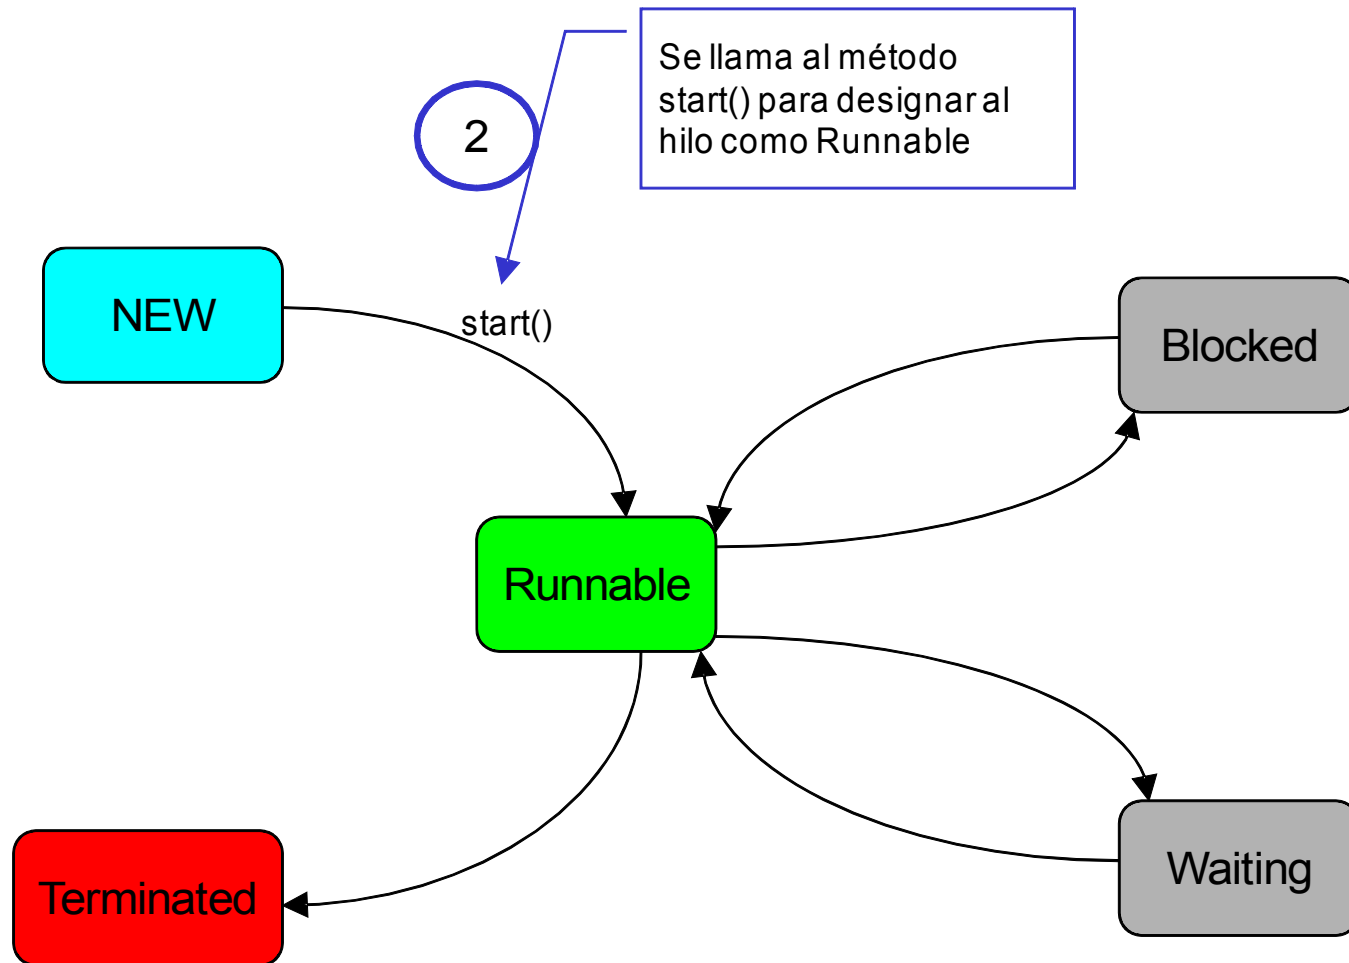 Se llama al método
start() para designar al
hilo como Runnable
2
NEW
start()
Blocked
Runnable
Terminated
Waiting